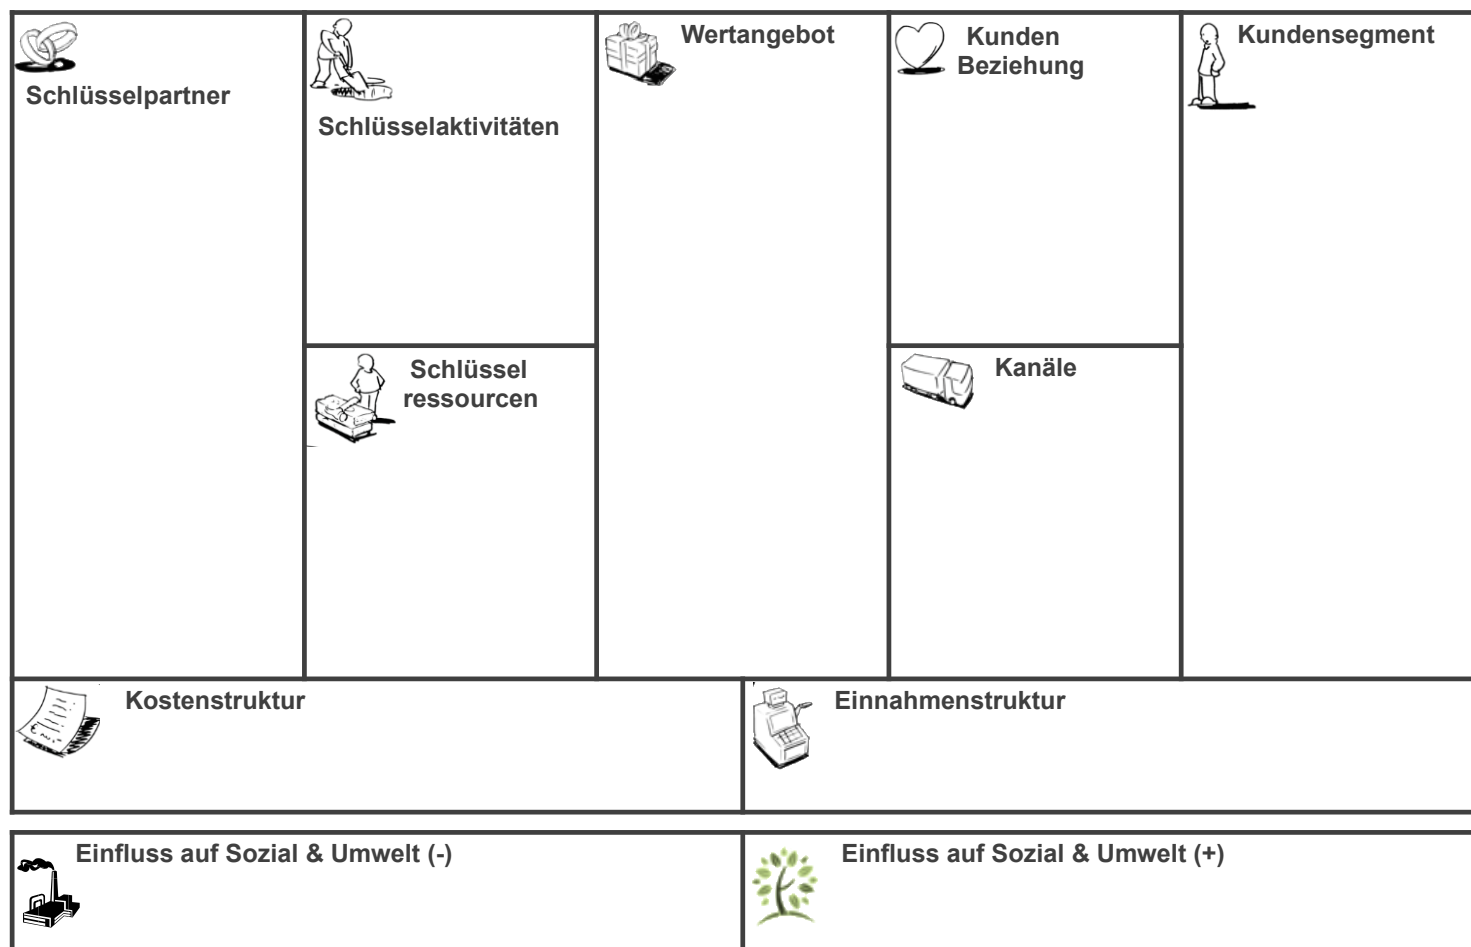 Schlüsselpartner
Schlüsselaktivitäten
Schlüssel
ressourcen
Wertangebot
Kunden
Beziehung
Kanäle
Kundensegment
Kostenstruktur
Einnahmenstruktur
Einfluss auf Sozial & Umwelt (-)
Einfluss auf Sozial & Umwelt (+)